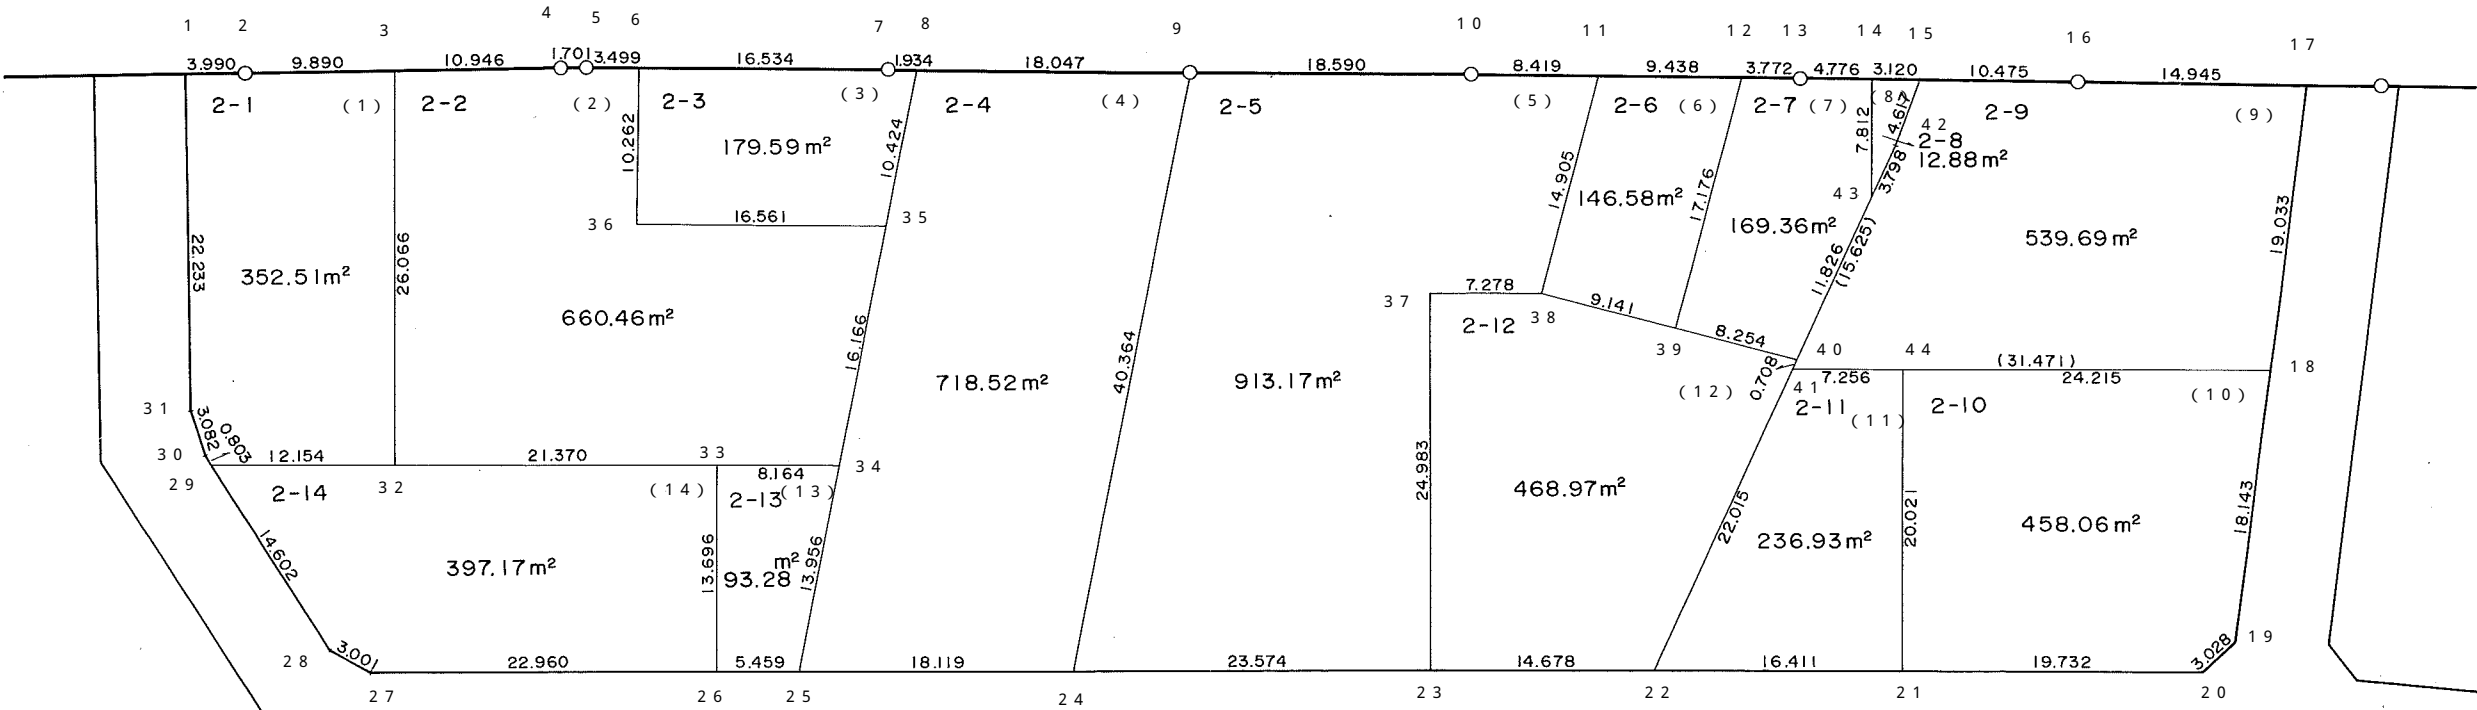 1 2 3 4 5 6 7 8 9 10 11 12 13 14 15 16 17
3.990 9.890 10.946 1.701 3.499 16.534 1.934 18.047 18.590 8.419 9.438 3.772 4.776 3.120 10.475 14.945
2-1 (1) 2-2 (2) 2-3 (3) 2-4 (4) 2-5 (5) 2-6 (6) 2-7 (7) (8) 2-9 (9)
4.617
42
7.812
2-8
10.262
179.59m²
10.424
12.88m²
14.905
3.798
43
146.58m²
17.176
36 16.561 35
169.36m²
(15.625)
539.69m²
19.033
22.233
352.51m²
26.066
11.826
37 7.278
9.141
38
660.46m²
2-12
16.166
8.254
39 40 44 (31.471) 18
40.364
718.52m²
913.17m²
0.708
7.256 24.215
(12) 41 (10)
2-11 2-10
(11)
31
3.082
0.803
30 12.154 21.370 33 8.164 34
29 2-14 32 (14) 2-13 (13)
24.983
468.97m²
22.015
20.021
18.143
458.06m²
14.602
397.17m²
13.696
m²
93.28
13.956
236.93m²
19
28 3.001 22.960 5.459 18.119 23.574 14.678 16.411 19.732 3.028
27 26 25 24 23 22 21 20